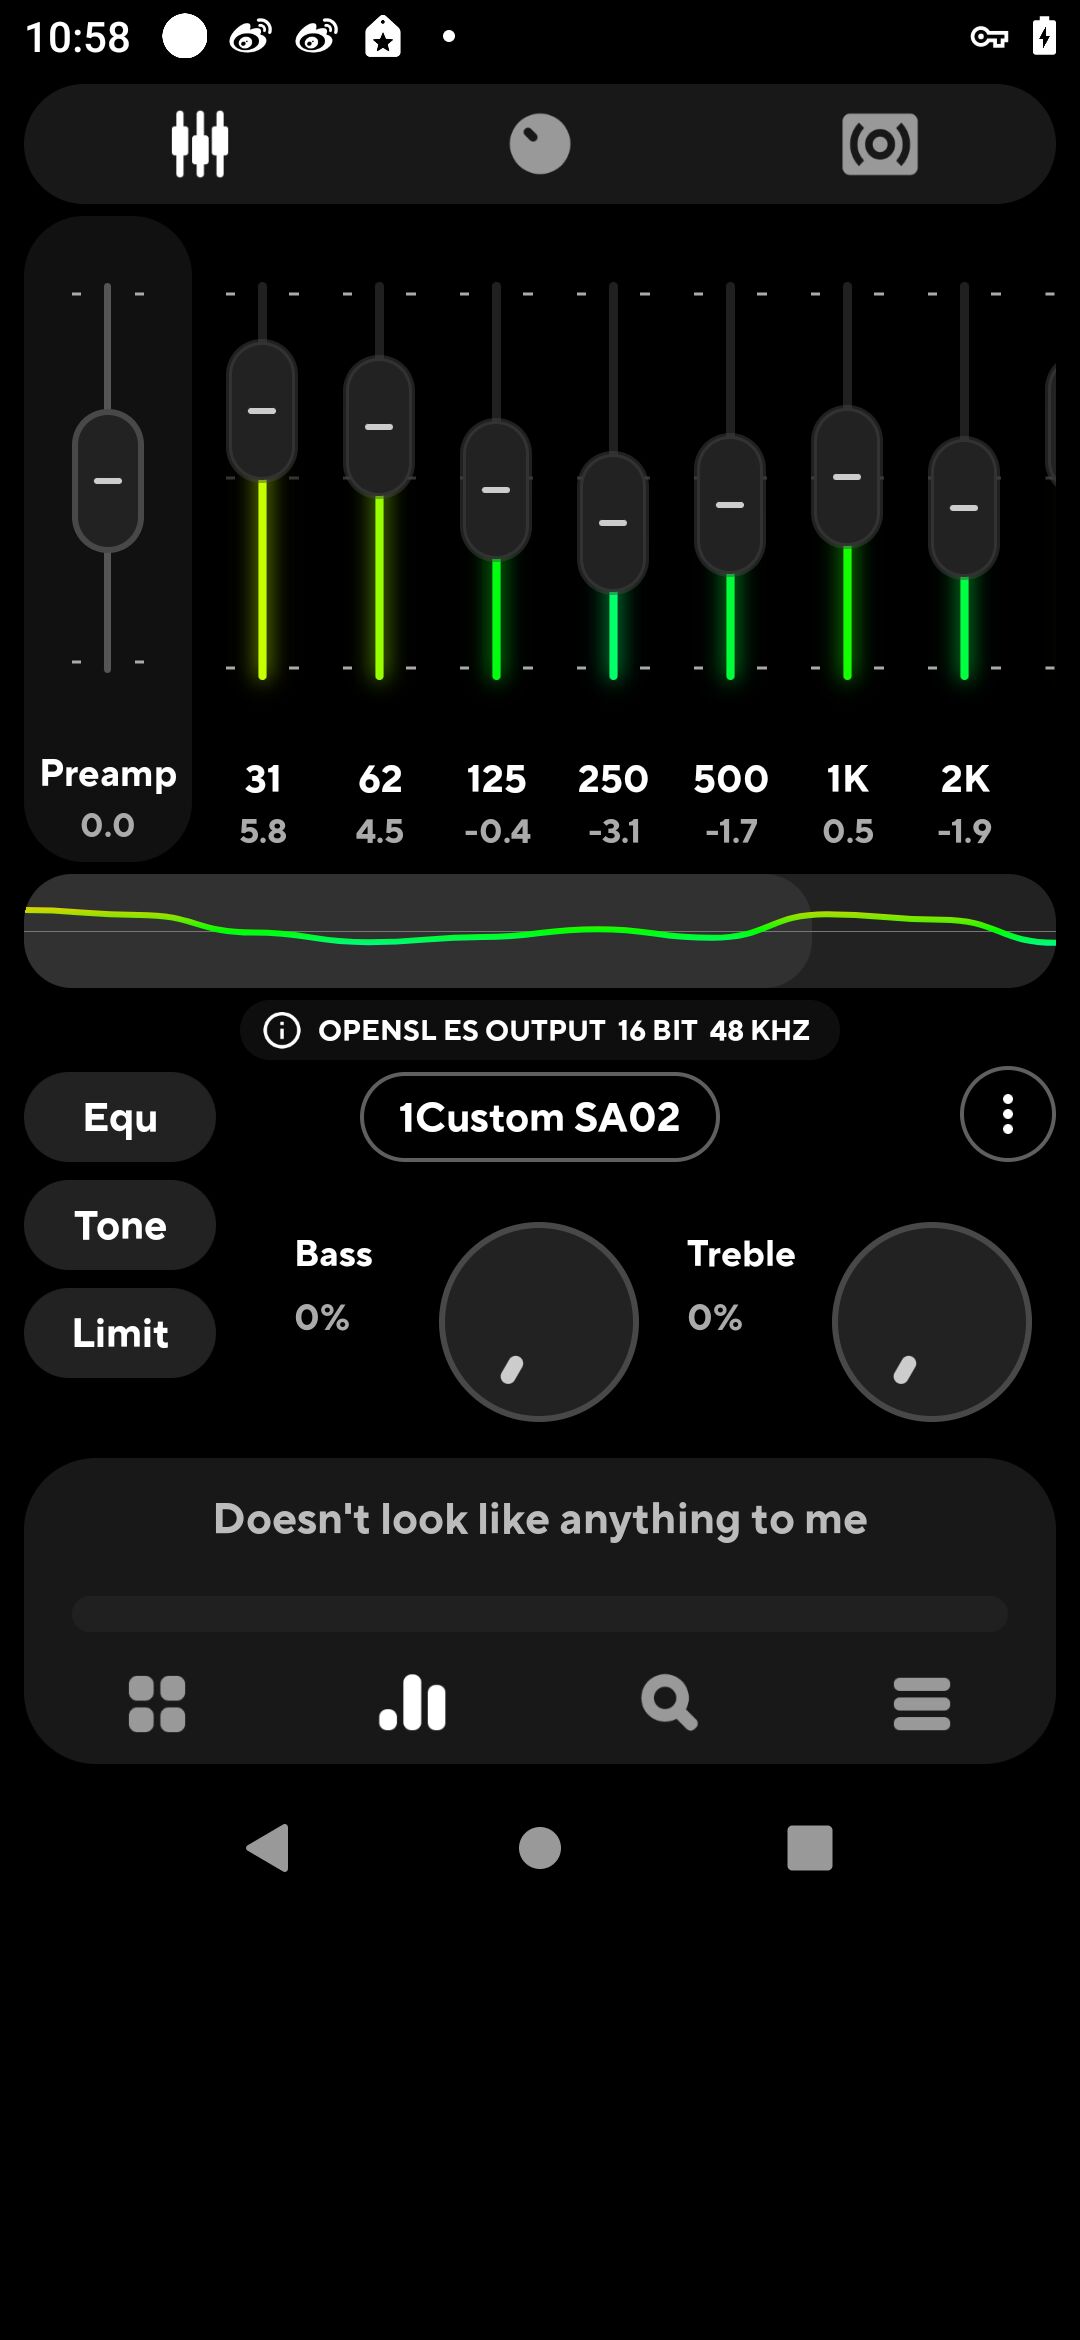 10:58
Preamp 31 62 125 250 500 1K 2K
0.0 5.8 4.5 -0.4 -3.1 -1.7 0.5 -1.9
OPENSL ES OUTPUT 16 BIT 48 KHZ
Equ 1Custom SA02
Tone
Bass Treble
0% 0%
Limit
Doesn't look like anything to me